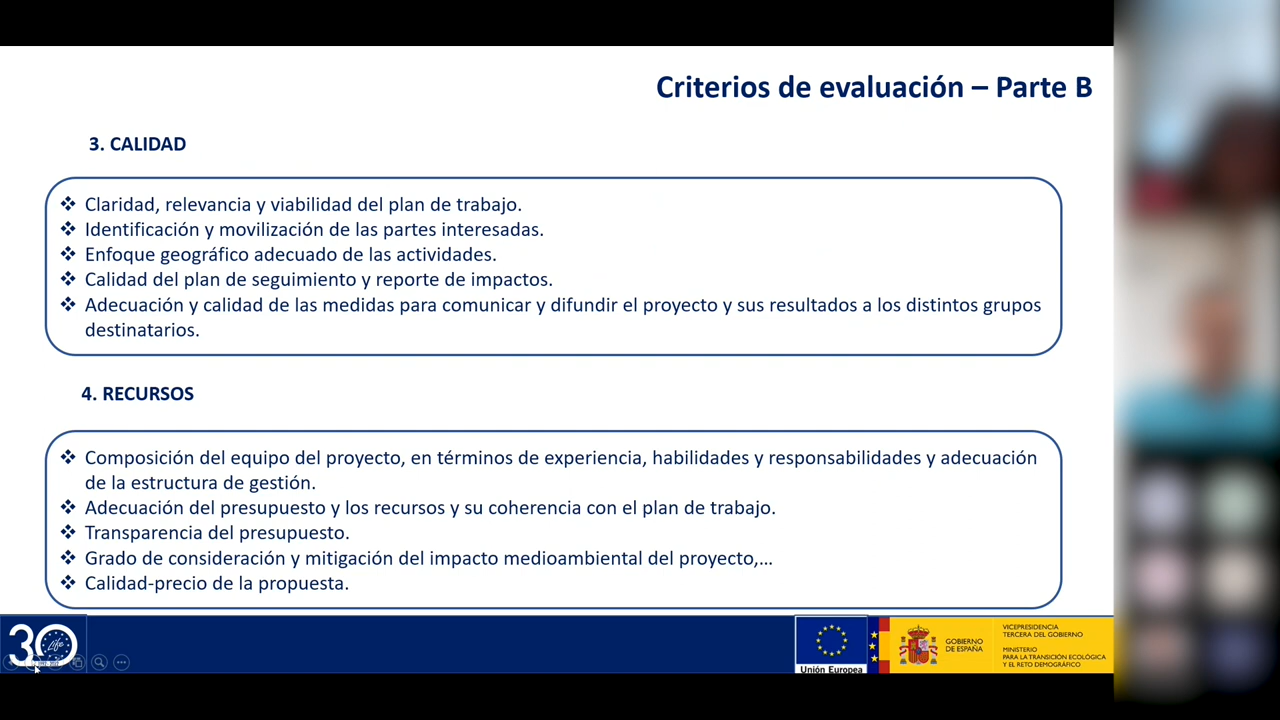 Criterios de evaluación – Parte B
3. CALIDAD
❖ Claridad, relevancia y viabilidad del plan de trabajo.
❖ Identificación y movilización de las partes interesadas.
❖ Enfoque geográfico adecuado de las actividades.
❖ Calidad del plan de seguimiento y reporte de impactos.
❖ Adecuación y calidad de las medidas para comunicar y difundir el proyecto y sus resultados a los distintos grupos
destinatarios.
4. RECURSOS
❖ Composición del equipo del proyecto, en términos de experiencia, habilidades y responsabilidades y adecuación
de la estructura de gestión.
❖ Adecuación del presupuesto y los recursos y su coherencia con el plan de trabajo.
❖ Transparencia del presupuesto.
❖ Grado de consideración y mitigación del impacto medioambiental del proyecto,...
❖ Calidad-precio de la propuesta.
30
Life
Unión Europea
GOBIERNO
DE ESPAÑA
VICEPRESIDENCIA
TERCERA DEL GOBIERNO
MINISTERIO
PARA LA TRANSICIÓN ECOLÓGICA
Y EL RETO DEMOGRÁFICO